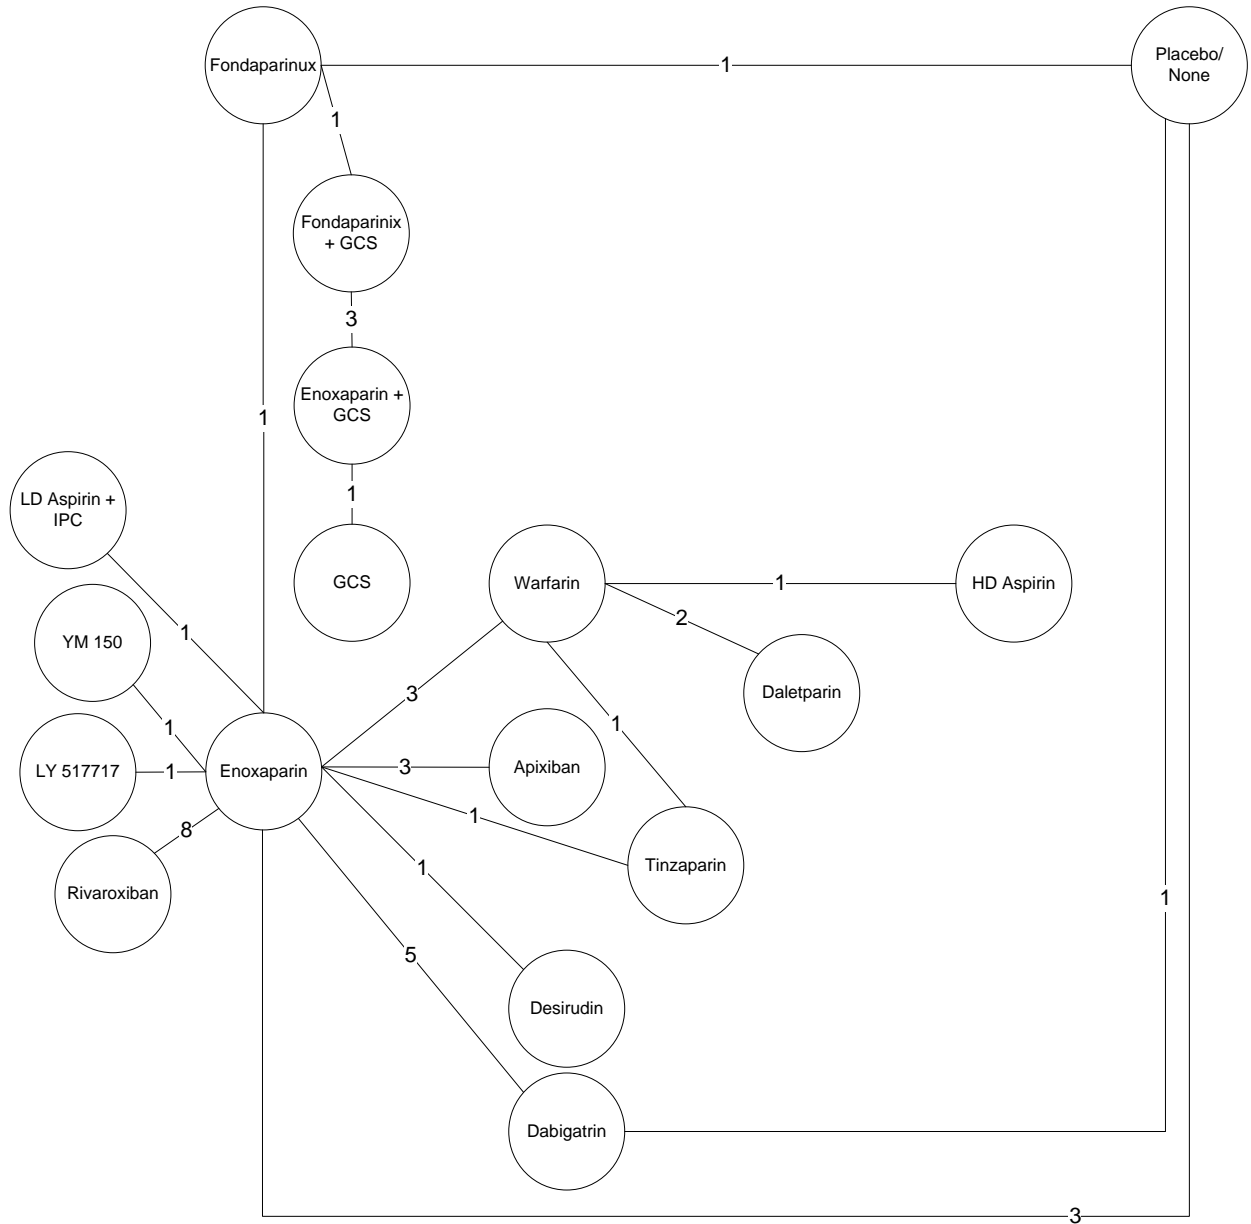 Fondaparinux
1
Placebo/
None
1
Fondaparinix
+ GCS
3
Enoxaparin +
GCS
1
1
LD Aspirin +
IPC
GCS
Warfarin
1
HD Aspirin
2
1
YM 150
3
Daletparin
1
1
LY 517717
1
Enoxaparin
3
Apixiban
1
8
Tinzaparin
Rivaroxiban
1
1
5
Desirudin
Dabigatrin
3